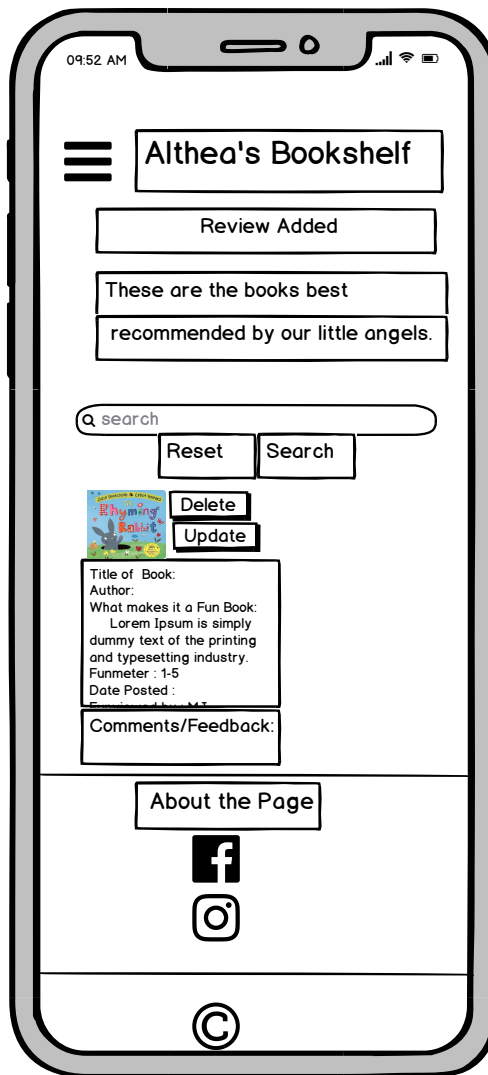 09:52 AM
Althea's Bookshelf
Review Added
These are the books best
recommended by our little angels.
search
Reset Search
Rhyming
Rabbit
Delete
Update
Title of Book:
Author:
What makes it a Fun Book:
Lorem Ipsum is simply
dummy text of the printing
and typesetting industry.
Funmeter : 1-5
Date Posted :
Comments/Feedback:
About the Page
©